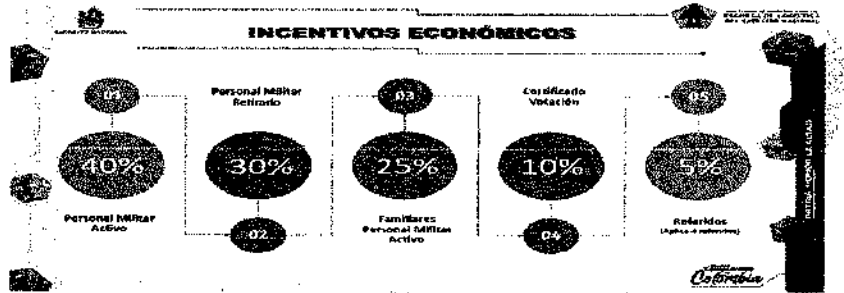 INCENTIVOS ECONÓMICOS
01
40%
Personal Militar
Activo
Personal Militar
Retirado
30%
02
03
25%
Familiares
Personal Militar
Activo
Certificado
Votación
10%
04
05
5%
Referidos
Colombia